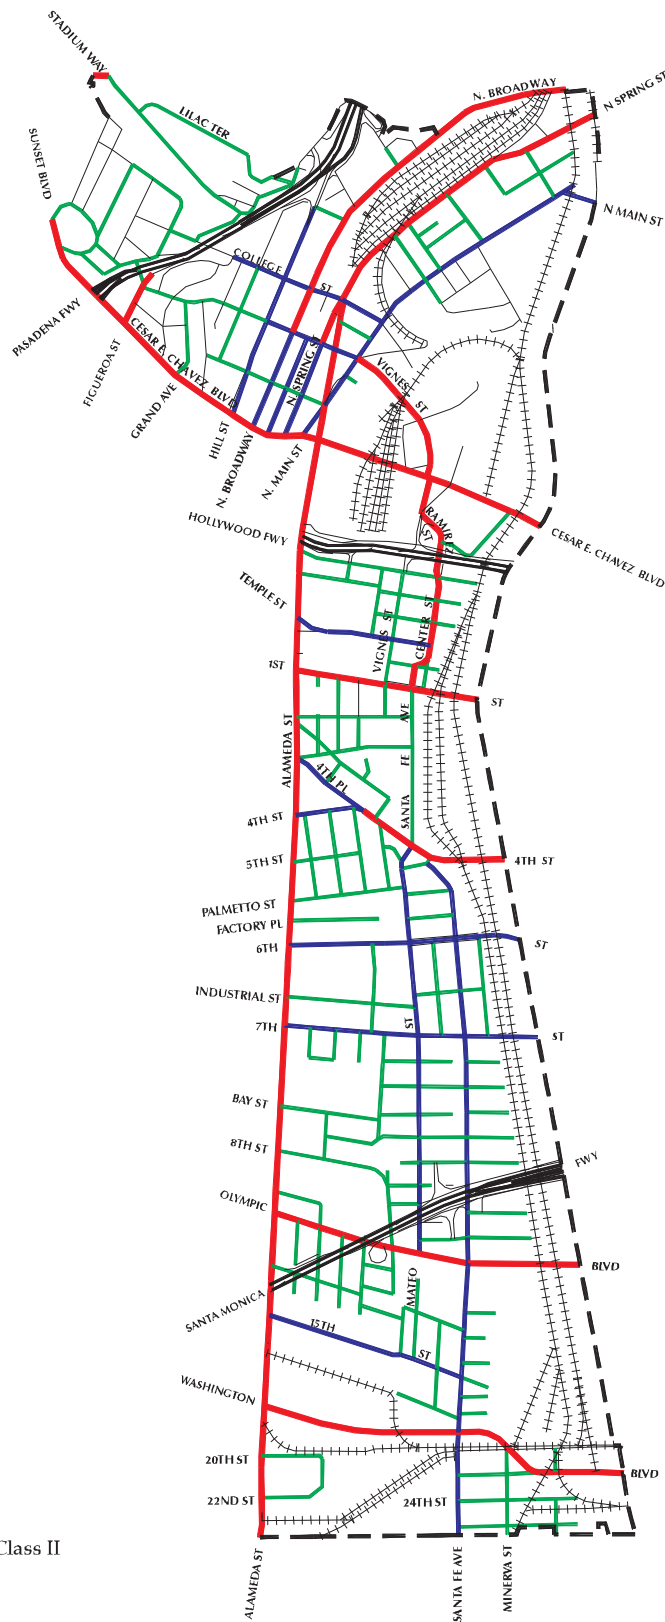 STADIUM WAY
N. BROADWAY
N SPRING ST
LILAC TER
SUNSET BLVD
N MAIN ST
COLLEGE
ST
PASADENA FWY
FIGUEROA ST
CESAR E. CHAVEZ BLVD
N. SPRING ST
GRAND AVE
VIGNES
ST
HILL ST
N. BROADWAY
N. MAIN ST
HOLLYWOOD FWY
RAMIREZ
ST
CESAR E. CHAVEZ BLVD
TEMPLE ST
VIGNES ST
CENTER ST
1ST
ST
ALAMEDA ST
SANTA FE AVE
4TH PL
4TH ST
4TH ST
5TH ST
PALMETTO ST
FACTORY PL
6TH
ST
INDUSTRIAL ST
7TH
ST
ST
BAY ST
8TH ST
FWY
OLYMPIC
BLVD
SANTA MONICA
MATEO
15TH
ST
WASHINGTON
20TH ST
BLVD
22ND ST
24TH ST
Class II
ALAMEDA ST
SANTA FE AVE
MINERVA ST